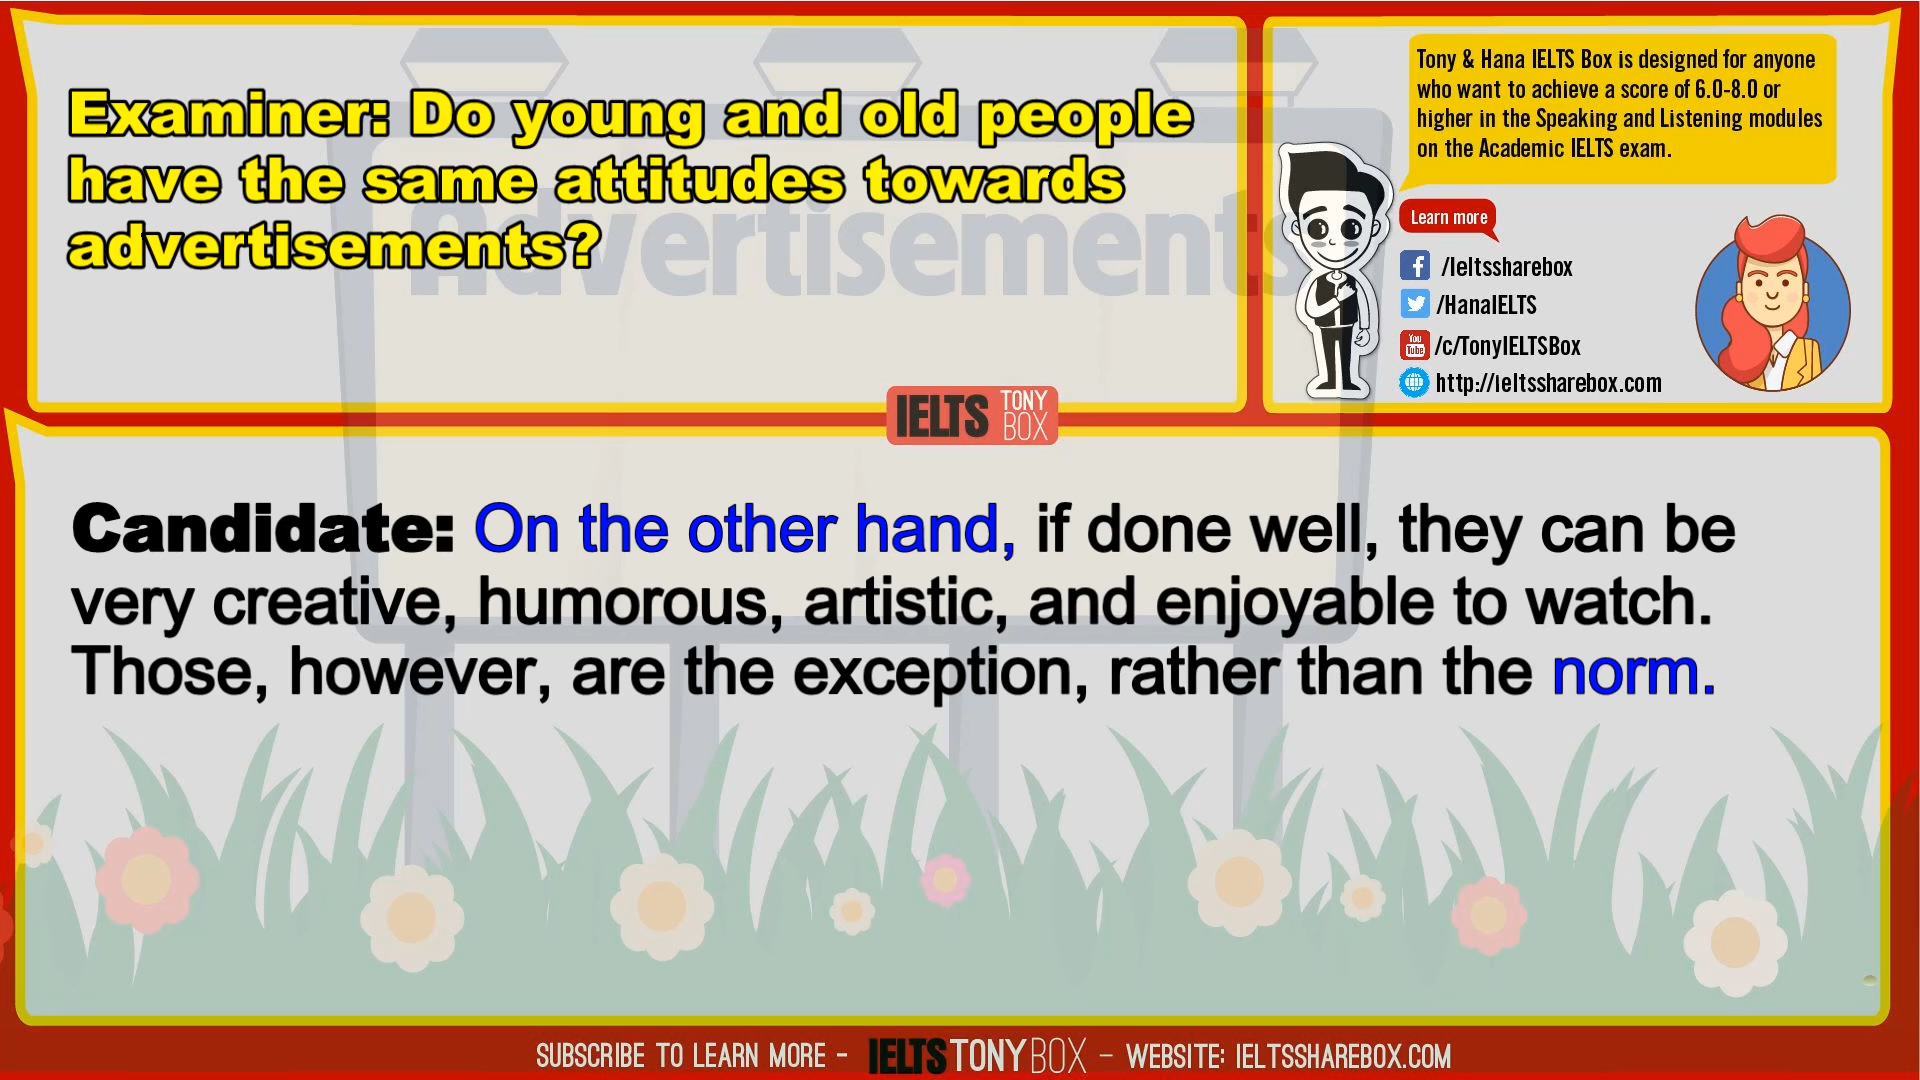 Examiner: Do young and old people
have the same attitudes towards
advertisements?
Advertisements
Tony & Hana IELTS Box is designed for anyone
who want to achieve a score of 6.0-8.0 or
higher in the Speaking and Listening modules
on the Academic IELTS exam.
Learn more
f /Ieltssharebox
/HanaIELTS
You Tube /c/TonyIELTSBox
http://ieltssharebox.com
IELTS TONY BOX
Candidate: On the other hand, if done well, they can be
very creative, humorous, artistic, and enjoyable to watch.
Those, however, are the exception, rather than the norm.
SUBSCRIBE TO LEARN MORE - IELTS TONY BOX - WEBSITE: IELTSSHAREBOX.COM